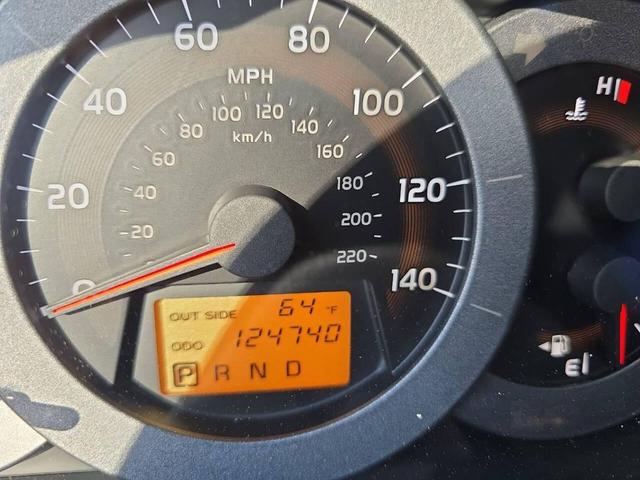 60 80
MPH
40 100
100 120
80 140
km/h
60 160
20 40 180 120
20 200
0 220 140
OUT SIDE 64 °F
ODO 124740
P R N D
H
E